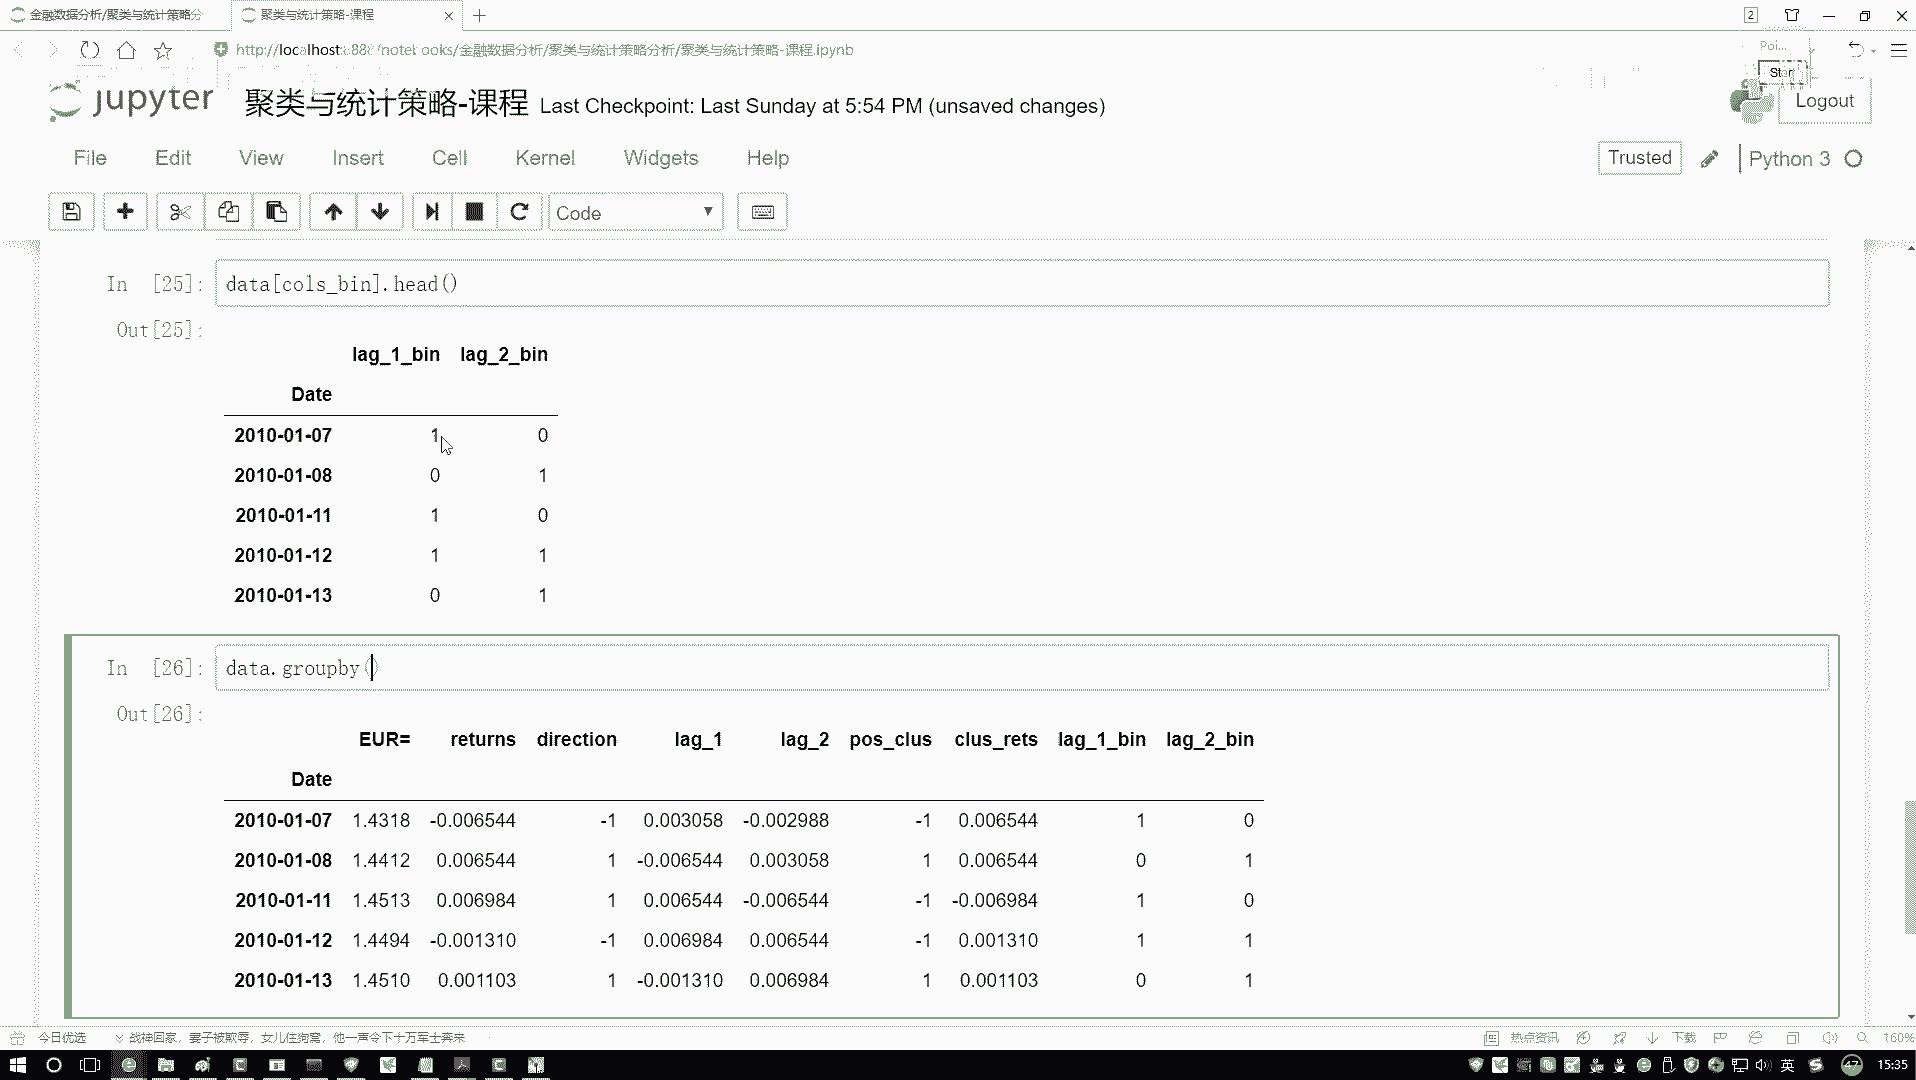 金融数据分析/聚类与统计策略分
聚类与统计策略-课程
2
http://localhost:888/notebooks/金融数据分析/聚类与统计策略分析/聚类与统计策略-课程.ipynb
Poi...
Star
jupyter 聚类与统计策略-课程 Last Checkpoint: Last Sunday at 5:54 PM (unsaved changes)
Logout
File Edit View Insert Cell Kernel Widgets Help
Trusted Python 3
Code
In [25]: data[cols_bin].head()
Out[25]:
lag_1_bin lag_2_bin
Date
2010-01-07 1 0
2010-01-08 0 1
2010-01-11 1 0
2010-01-12 1 1
2010-01-13 0 1
In [26]: data.groupby()
Out[26]:
EUR= returns direction lag_1 lag_2 pos_clus clus_rets lag_1_bin lag_2_bin
Date
2010-01-07 1.4318 -0.006544 -1 0.003058 -0.002988 -1 0.006544 1 0
2010-01-08 1.4412 0.006544 1 -0.006544 0.003058 1 0.006544 0 1
2010-01-11 1.4513 0.006984 1 0.006544 -0.006544 -1 -0.006984 1 0
2010-01-12 1.4494 -0.001310 -1 0.006984 0.006544 -1 0.001310 1 1
2010-01-13 1.4510 0.001103 1 -0.001310 0.006984 1 0.001103 0 1
今日优选 战神回家，妻子被欺辱，女儿住狗窝，他一声令下十万军士奔来
热点资讯 下载 160%
英 47 15:35